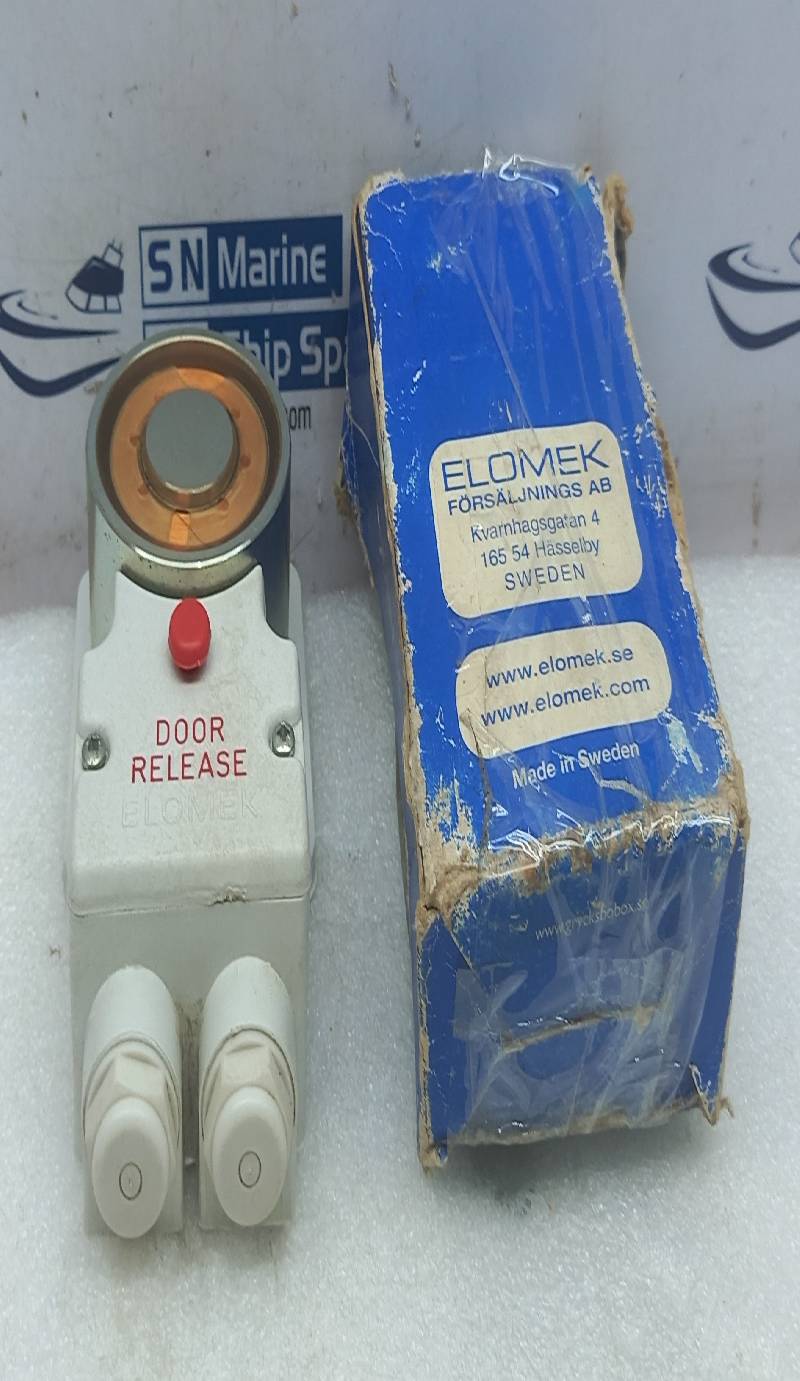 SN Marine
Ship Spa
om
DOOR
RELEASE
ELOMEK
ELOMEK
FÖRSÄLJNINGS AB
Kvarnhagsgatan 4
165 54 Hässelby
SWEDEN
www.elomek.se
www.elomek.com
Made in Sweden